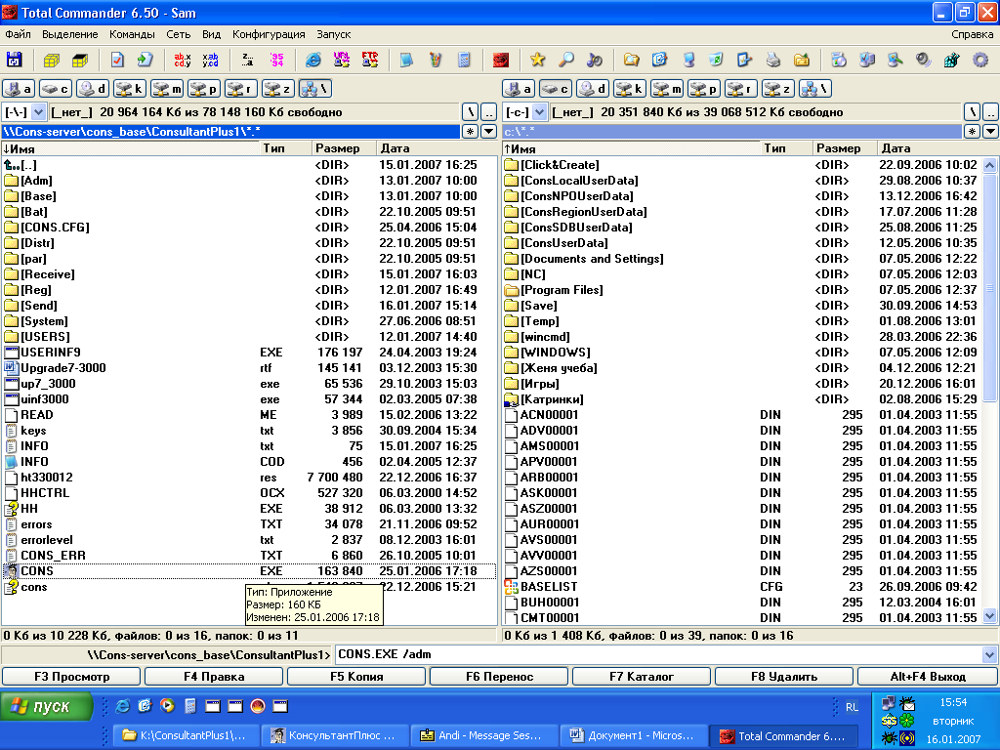 Total Commander 6.50 - Sam
Файл Выделение Команды Сеть Вид Конфигурация Запуск Справка
a c d k m p r z \ a c d k m p r z \
[-\-] [_нет_] 20 964 164 Кб из 78 148 160 Кб свободно \ .. [-c-] [_нет_] 20 351 840 Кб из 39 068 512 Кб свободно \ ..
\\Cons-server\cons_base\ConsultantPlus1\*.* * c:\*.* *
↓Имя Тип Размер Дата ↑Имя Тип Размер Дата
[..] <DIR> 15.01.2007 16:25 [Click&Create] <DIR> 22.09.2006 10:02
[Adm] <DIR> 13.01.2007 10:00 [ConsLocalUserData] <DIR> 29.08.2006 10:37
[Base] <DIR> 13.01.2007 10:00 [ConsNPOUserData] <DIR> 13.12.2006 16:42
[Bat] <DIR> 22.10.2005 09:51 [ConsRegionUserData] <DIR> 17.07.2006 11:28
[CONS.CFG] <DIR> 25.04.2006 15:04 [ConsSDBUserData] <DIR> 25.08.2006 11:25
[Distr] <DIR> 22.10.2005 09:51 [ConsUserData] <DIR> 12.05.2006 10:35
[par] <DIR> 22.10.2005 09:51 [Documents and Settings] <DIR> 07.05.2006 12:22
[Receive] <DIR> 15.01.2007 16:03 [NC] <DIR> 07.05.2006 12:03
[Reg] <DIR> 12.01.2007 16:49 [Program Files] <DIR> 07.05.2006 12:37
[Send] <DIR> 16.01.2007 15:14 [Save] <DIR> 30.09.2006 14:53
[System] <DIR> 27.06.2006 08:51 [Temp] <DIR> 01.08.2006 13:01
[USERS] <DIR> 12.01.2007 14:40 [wincmd] <DIR> 28.03.2006 22:36
USERINF9 EXE 176 197 24.04.2003 19:24 [WINDOWS] <DIR> 07.05.2006 12:09
Upgrade7-3000 rtf 145 141 03.12.2003 15:30 [Женя учеба] <DIR> 04.12.2006 12:21
up7_3000 exe 65 536 29.10.2003 15:03 [Игры] <DIR> 20.12.2006 16:01
uinf3000 exe 57 344 02.03.2005 07:38 [Катринки] <DIR> 02.08.2006 15:29
READ ME 3 989 15.02.2006 13:22 ACN00001 DIN 295 01.04.2003 11:55
keys txt 3 856 30.09.2004 15:34 ADV00001 DIN 295 01.04.2003 11:55
INFO txt 75 15.01.2007 16:25 AMS00001 DIN 295 01.04.2003 11:55
INFO COD 456 02.04.2005 12:37 APV00001 DIN 295 01.04.2003 11:55
ht330012 res 7 700 480 22.12.2006 16:37 ARB00001 DIN 295 01.04.2003 11:55
HHCTRL OCX 527 320 06.03.2000 14:52 ASK00001 DIN 295 01.04.2003 11:55
HH EXE 38 912 06.03.2000 13:32 ASZ00001 DIN 295 01.04.2003 11:55
errors TXT 34 078 21.11.2006 09:52 AUR00001 DIN 295 01.04.2003 11:55
errorlevel txt 2 837 08.12.2003 16:01 AVS00001 DIN 295 01.04.2003 11:55
CONS_ERR TXT 6 860 26.10.2005 10:01 AVV00001 DIN 295 01.04.2003 11:55
CONS EXE 163 840 25.01.2006 17:18 AZS00001 DIN 295 01.04.2003 11:55
cons 22.12.2006 15:21 BASELIST CFG 23 26.09.2006 09:42
Тип: Приложение
Размер: 160 КБ BUH00001 DIN 295 12.03.2004 16:01
Изменен: 25.01.2006 17:18 CMT00001 DIN 295 01.04.2003 11:55
0 Кб из 10 228 Кб, файлов: 0 из 16, папок: 0 из 11 0 Кб из 1 408 Кб, файлов: 0 из 39, папок: 0 из 16
\\Cons-server\cons_base\ConsultantPlus1> CONS.EXE /adm
F3 Просмотр F4 Правка F5 Копия F6 Перенос F7 Каталог F8 Удалить Alt+F4 Выход
пуск RL 15:54
вторник
K:\ConsultantPlus1\... КонсультантПлюс ... Andi - Message Ses... Документ1 - Micros... Total Commander 6.... 16.01.2007